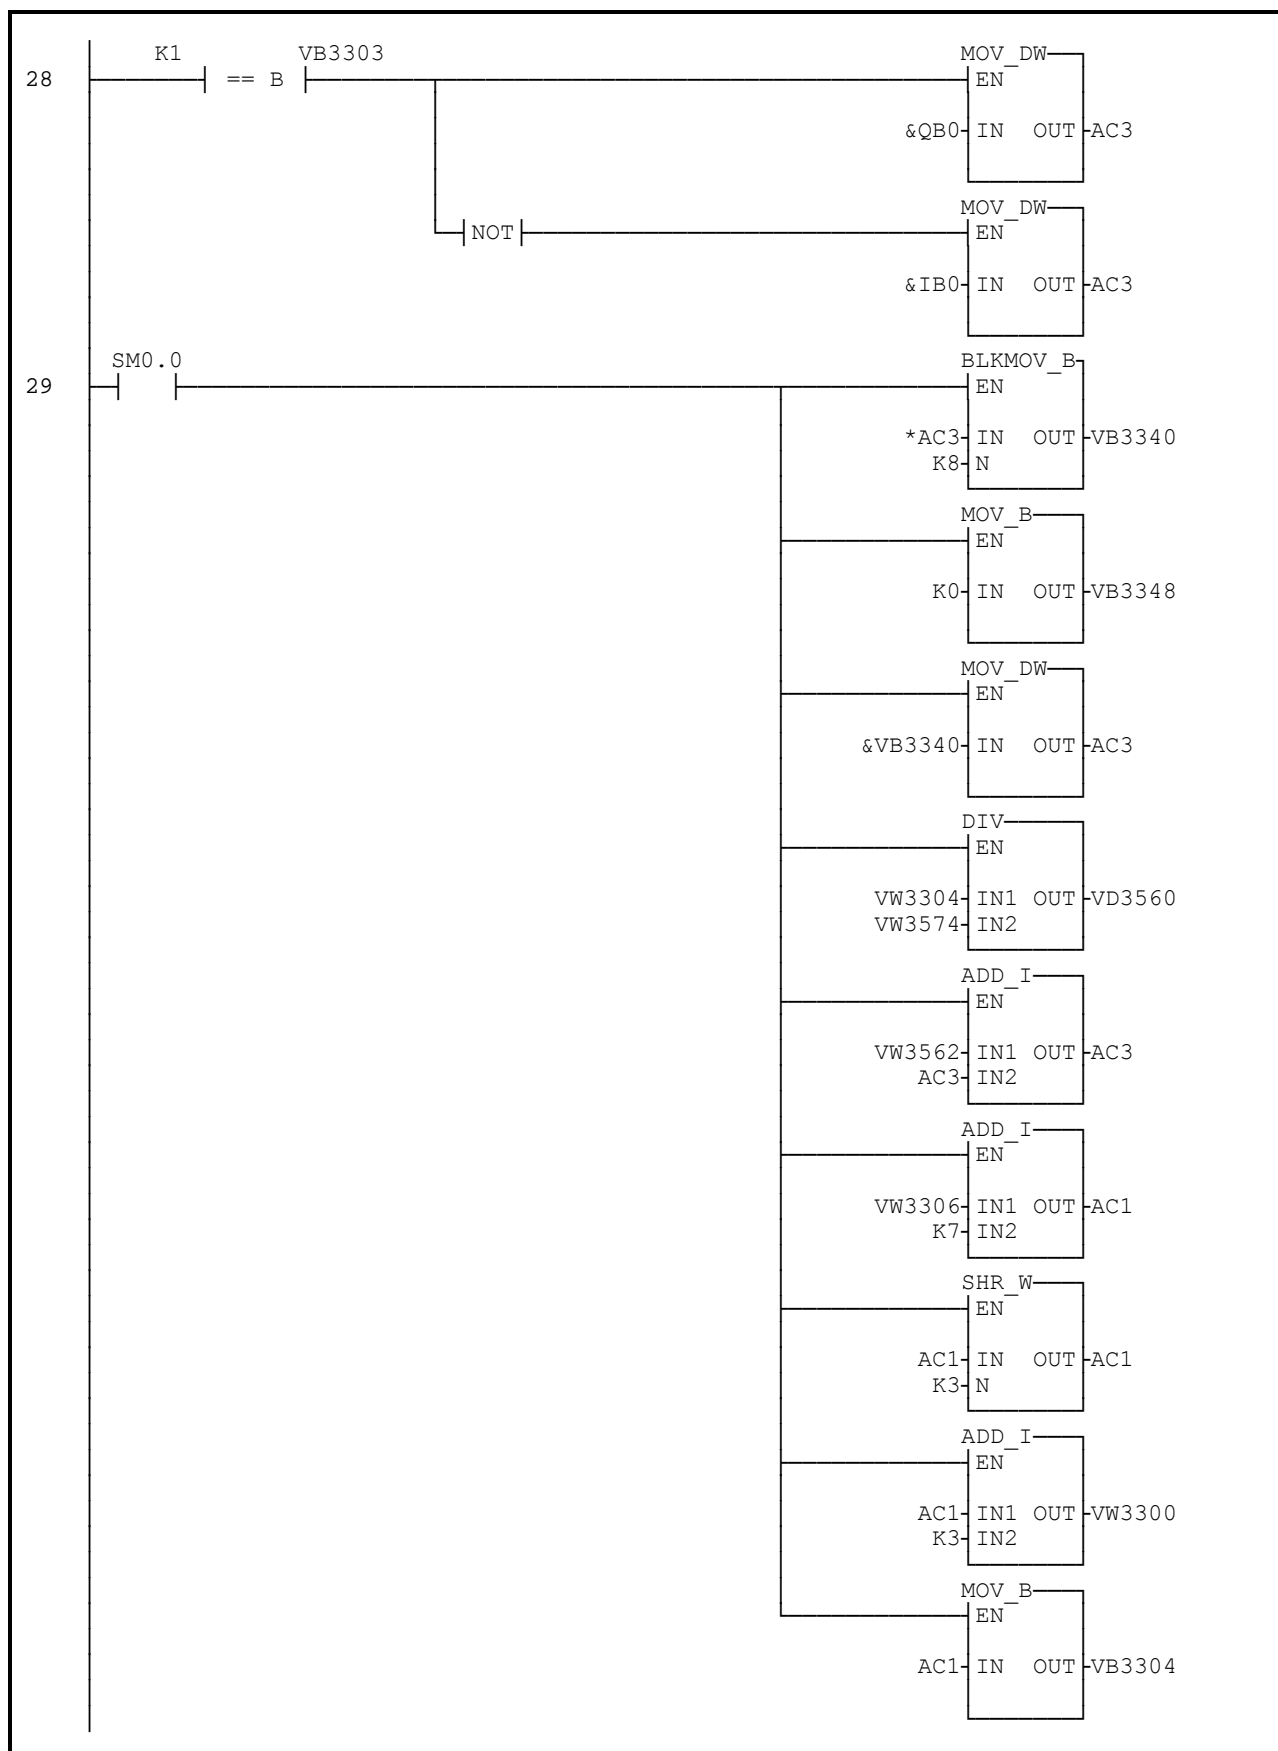 K1 VB3303 MOV_DW
28 == B EN
&QB0 IN OUT AC3
MOV_DW
NOT EN
&IB0 IN OUT AC3
SM0.0 BLKMOV_B
29 EN
*AC3 IN OUT VB3340
K8 N
MOV_B
EN
K0 IN OUT VB3348
MOV_DW
EN
&VB3340 IN OUT AC3
DIV
EN
VW3304 IN1 OUT VD3560
VW3574 IN2
ADD_I
EN
VW3562 IN1 OUT AC3
AC3 IN2
ADD_I
EN
VW3306 IN1 OUT AC1
K7 IN2
SHR_W
EN
AC1 IN OUT AC1
K3 N
ADD_I
EN
AC1 IN1 OUT VW3300
K3 IN2
MOV_B
EN
AC1 IN OUT VB3304